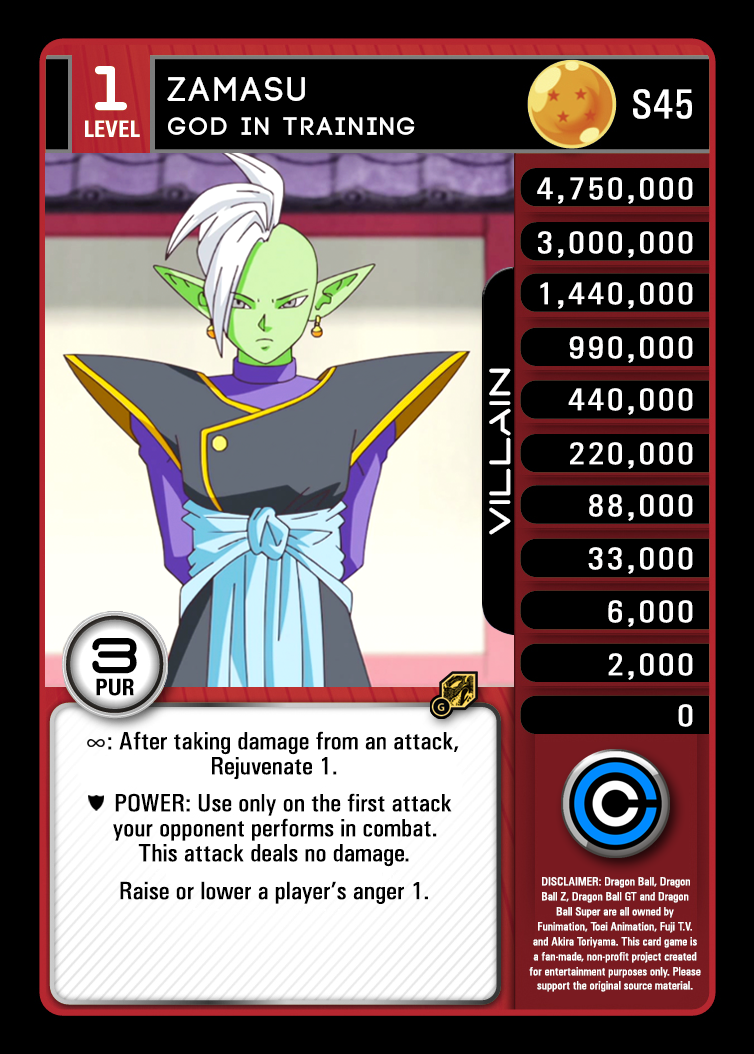 1
LEVEL
ZAMASU
GOD IN TRAINING
S45
4,750,000
3,000,000
1,440,000
990,000
440,000
220,000
88,000
33,000
6,000
2,000
0
VILLAIN
3
PUR
G
∞: After taking damage from an attack,
Rejuvenate 1.
POWER: Use only on the first attack
your opponent performs in combat.
This attack deals no damage.
Raise or lower a player's anger 1.
C
DISCLAIMER: Dragon Ball, Dragon
Ball Z, Dragon Ball GT and Dragon
Ball Super are all owned by
Funimation, Toei Animation, Fuji T.V.
and Akira Toriyama. This card game is
a fan-made, non-profit project created
for entertainment purposes only. Please
support the original source material.